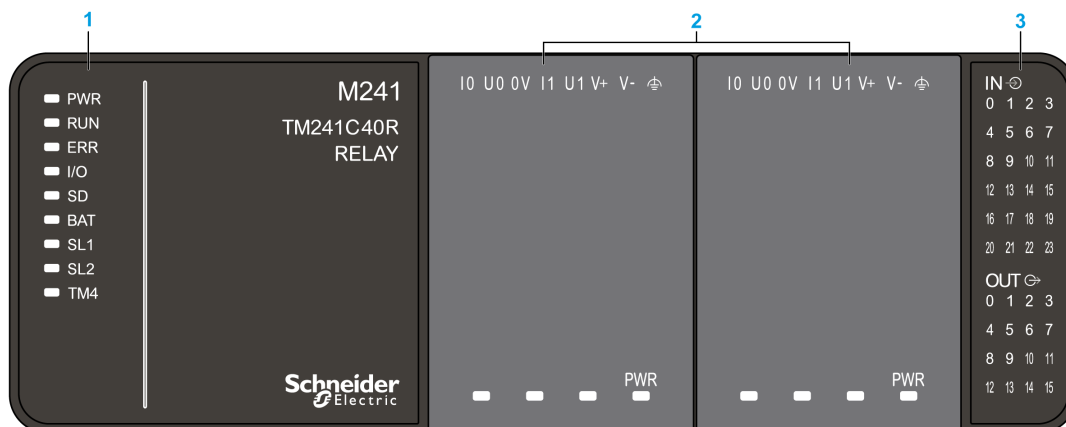 1
2
3
PWR
RUN
ERR
I/O
SD
BAT
SL1
SL2
TM4
M241
TM241C40R
RELAY
Schneider
Electric
I0 U0 0V I1 U1 V+ V-
PWR
I0 U0 0V I1 U1 V+ V-
PWR
IN
0 1 2 3
4 5 6 7
8 9 10 11
12 13 14 15
16 17 18 19
20 21 22 23
OUT
0 1 2 3
4 5 6 7
8 9 10 11
12 13 14 15